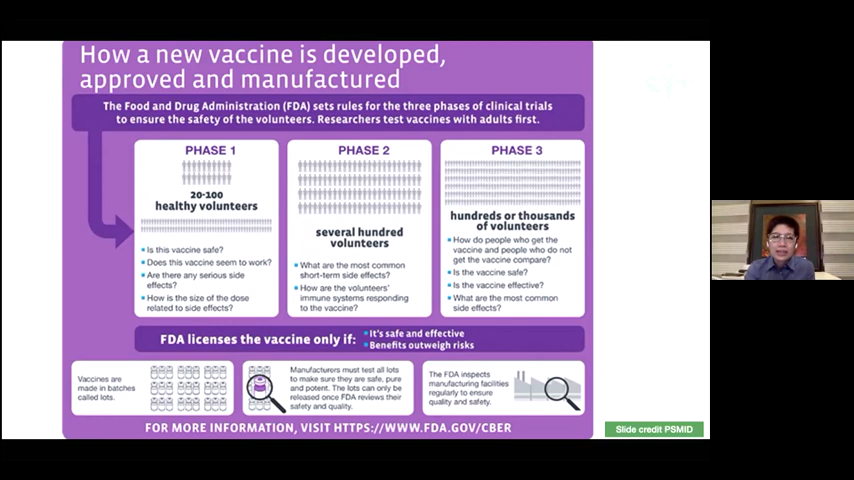 How a new vaccine is developed,
approved and manufactured
The Food and Drug Administration (FDA) sets rules for the three phases of clinical trials
to ensure the safety of the volunteers. Researchers test vaccines with adults first.
PHASE 1
20-100
healthy volunteers
Is this vaccine safe?
Does this vaccine seem to work?
Are there any serious side
effects?
How is the size of the dose
related to side effects?
PHASE 2
several hundred
volunteers
What are the most common
short-term side effects?
How are the volunteers'
immune systems responding
to the vaccine?
PHASE 3
hundreds or thousands
of volunteers
How do people who get the
vaccine and people who do not
get the vaccine compare?
Is the vaccine safe?
Is the vaccine effective?
What are the most common
side effects?
FDA licenses the vaccine only if:
It's safe and effective
Benefits outweigh risks
Vaccines are
made in batches
called lots.
Manufacturers must test all lots
to make sure they are safe, pure
and potent. The lots can only be
released once FDA reviews their
safety and quality.
The FDA inspects
manufacturing facilities
regularly to ensure
quality and safety.
FOR MORE INFORMATION, VISIT HTTPS://WWW.FDA.GOV/CBER
Slide credit PSMID